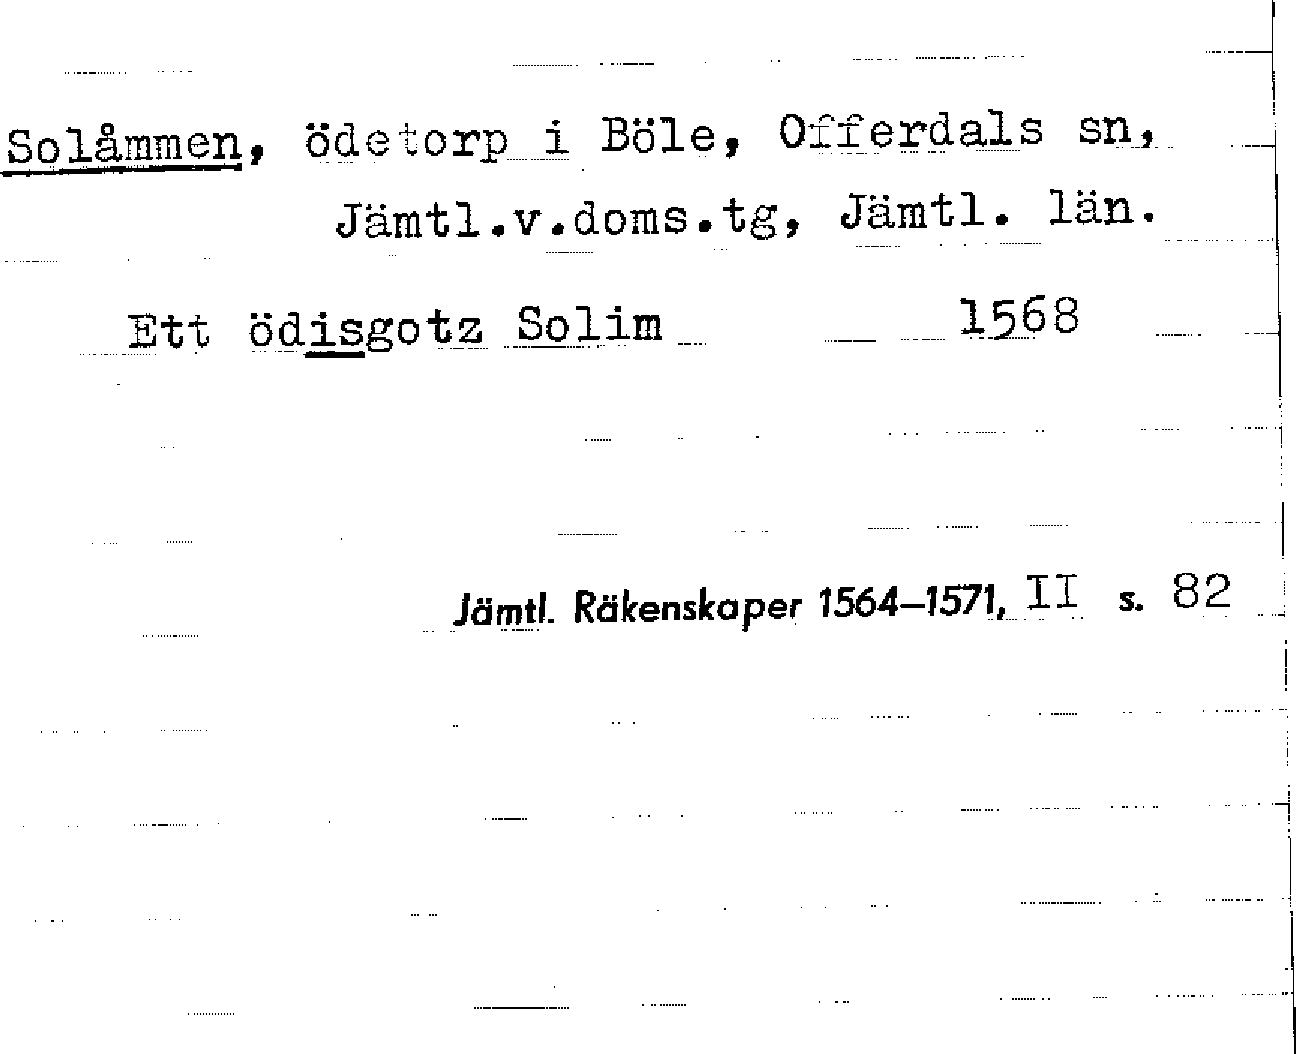 Solåmmen, ödetorp i Böle, Offerdals sn,
Jämtl.v.doms.tg, Jämtl. län.
Ett ödisgotz Solim 1568
Jämtl. Räkenskaper 1564–1571, II s. 82